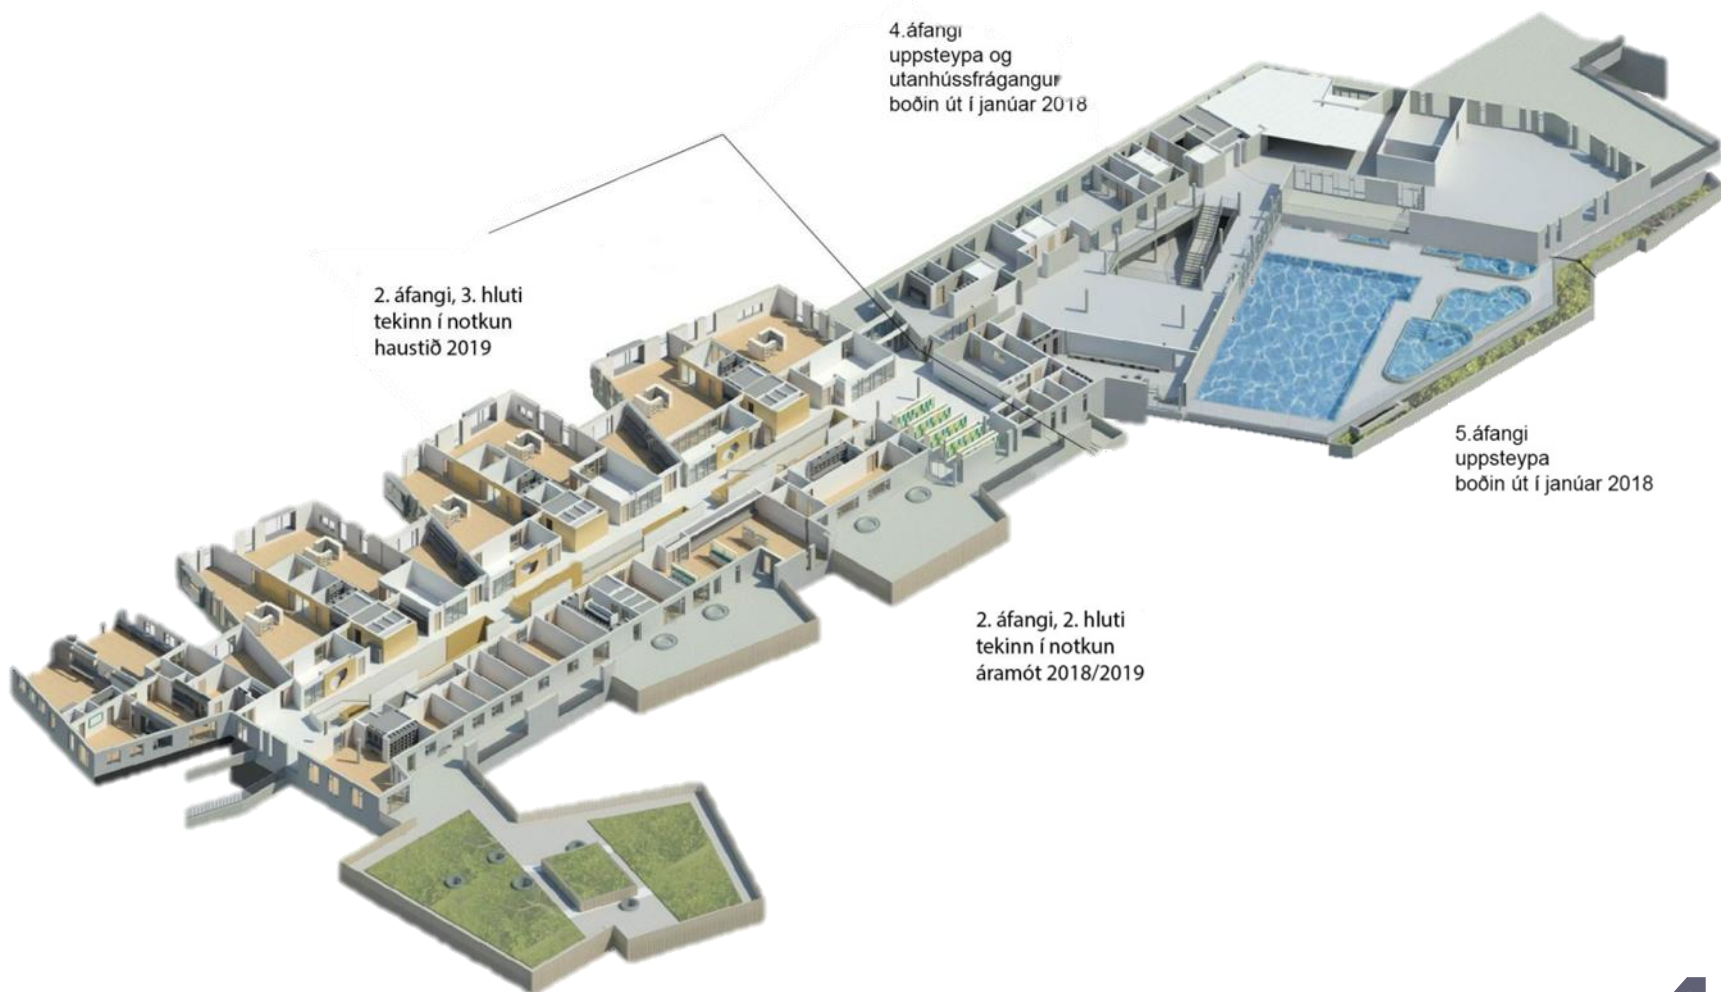 4.áfangi
uppsteypa og
utanhússfrágangur
boðin út í janúar 2018
2. áfangi, 3. hluti
tekinn í notkun
haustið 2019
5.áfangi
uppsteypa
boðin út í janúar 2018
2. áfangi, 2. hluti
tekinn í notkun
áramót 2018/2019